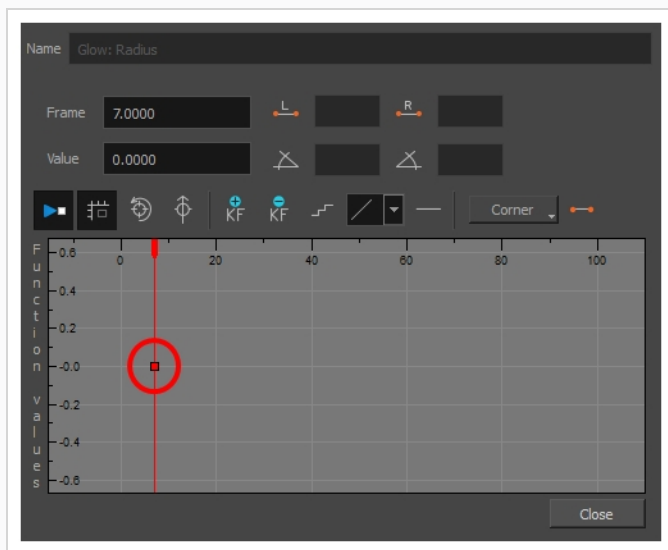 Name Glow: Radius
L R
Frame 7.0000
Value 0.0000
KF KF Corner
Function values
-0.6
0 20 40 60 80 100
-0.4
-0.2
-0.0
-0.2
-0.4
-0.6
Close